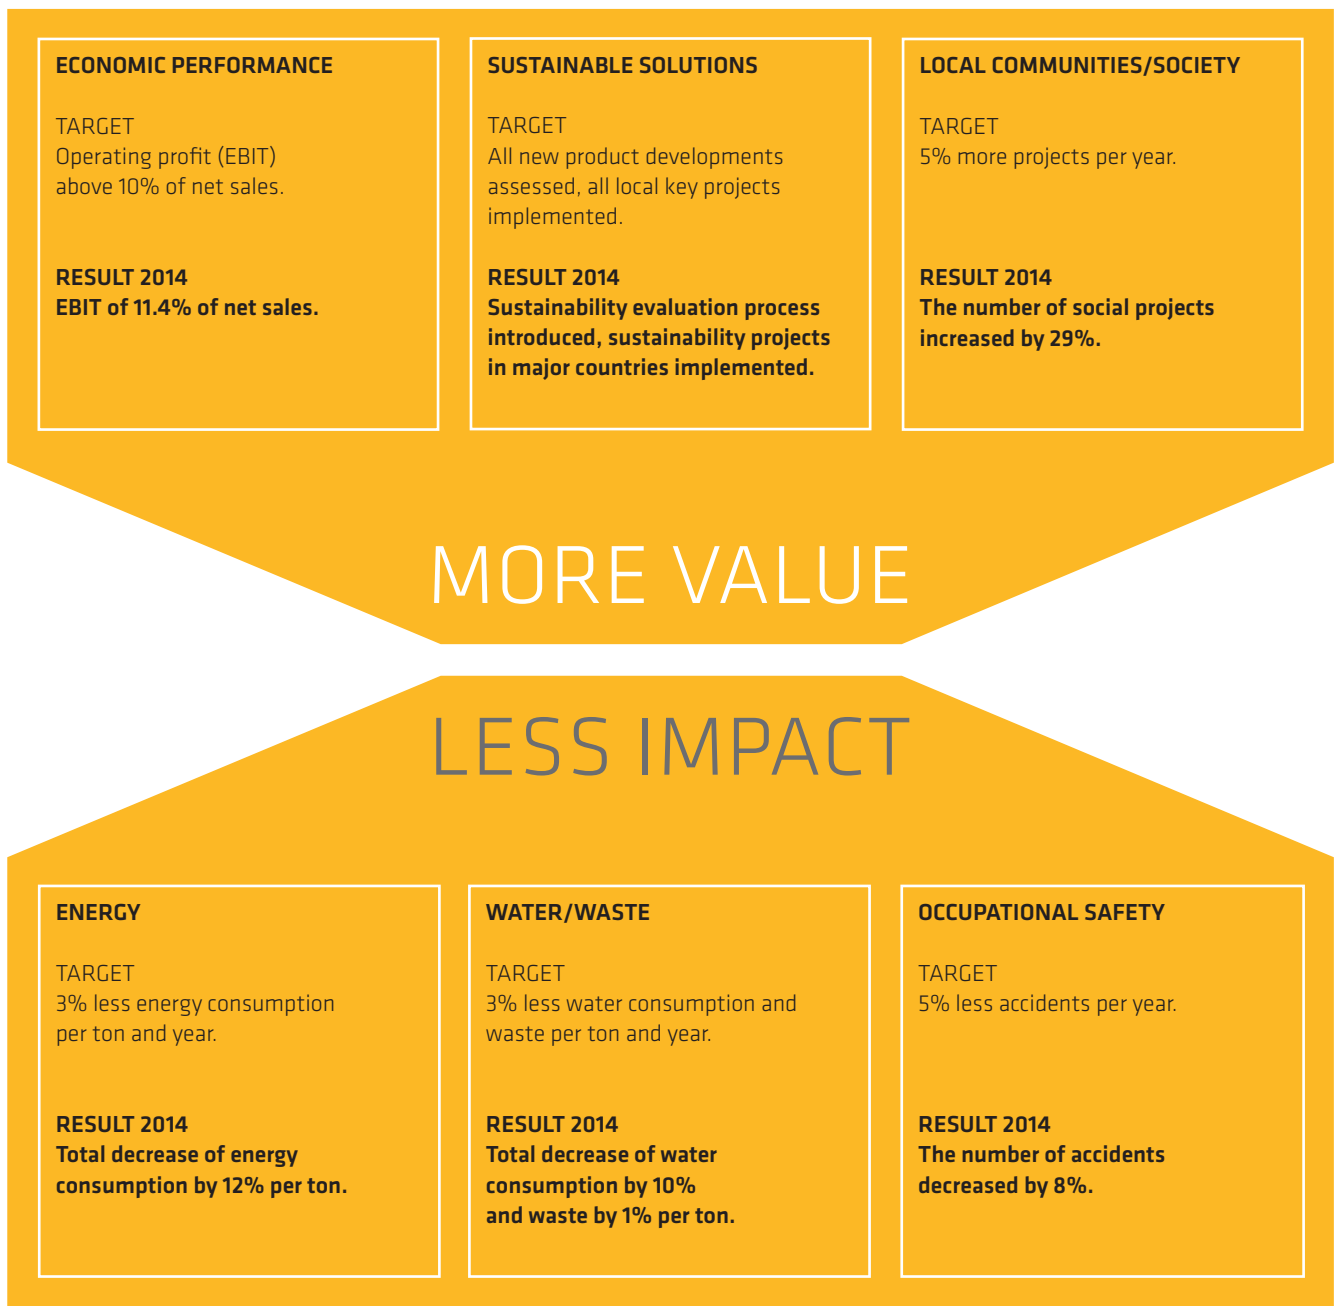 ECONOMIC PERFORMANCE
TARGET
Operating profit (EBIT)
above 10% of net sales.
RESULT 2014
EBIT of 11.4% of net sales.
SUSTAINABLE SOLUTIONS
TARGET
All new product developments
assessed, all local key projects
implemented.
RESULT 2014
Sustainability evaluation process
introduced, sustainability projects
in major countries implemented.
LOCAL COMMUNITIES/SOCIETY
TARGET
5% more projects per year.
RESULT 2014
The number of social projects
increased by 29%.
MORE VALUE
LESS IMPACT
ENERGY
TARGET
3% less energy consumption
per ton and year.
RESULT 2014
Total decrease of energy
consumption by 12% per ton.
WATER/WASTE
TARGET
3% less water consumption and
waste per ton and year.
RESULT 2014
Total decrease of water
consumption by 10%
and waste by 1% per ton.
OCCUPATIONAL SAFETY
TARGET
5% less accidents per year.
RESULT 2014
The number of accidents
decreased by 8%.